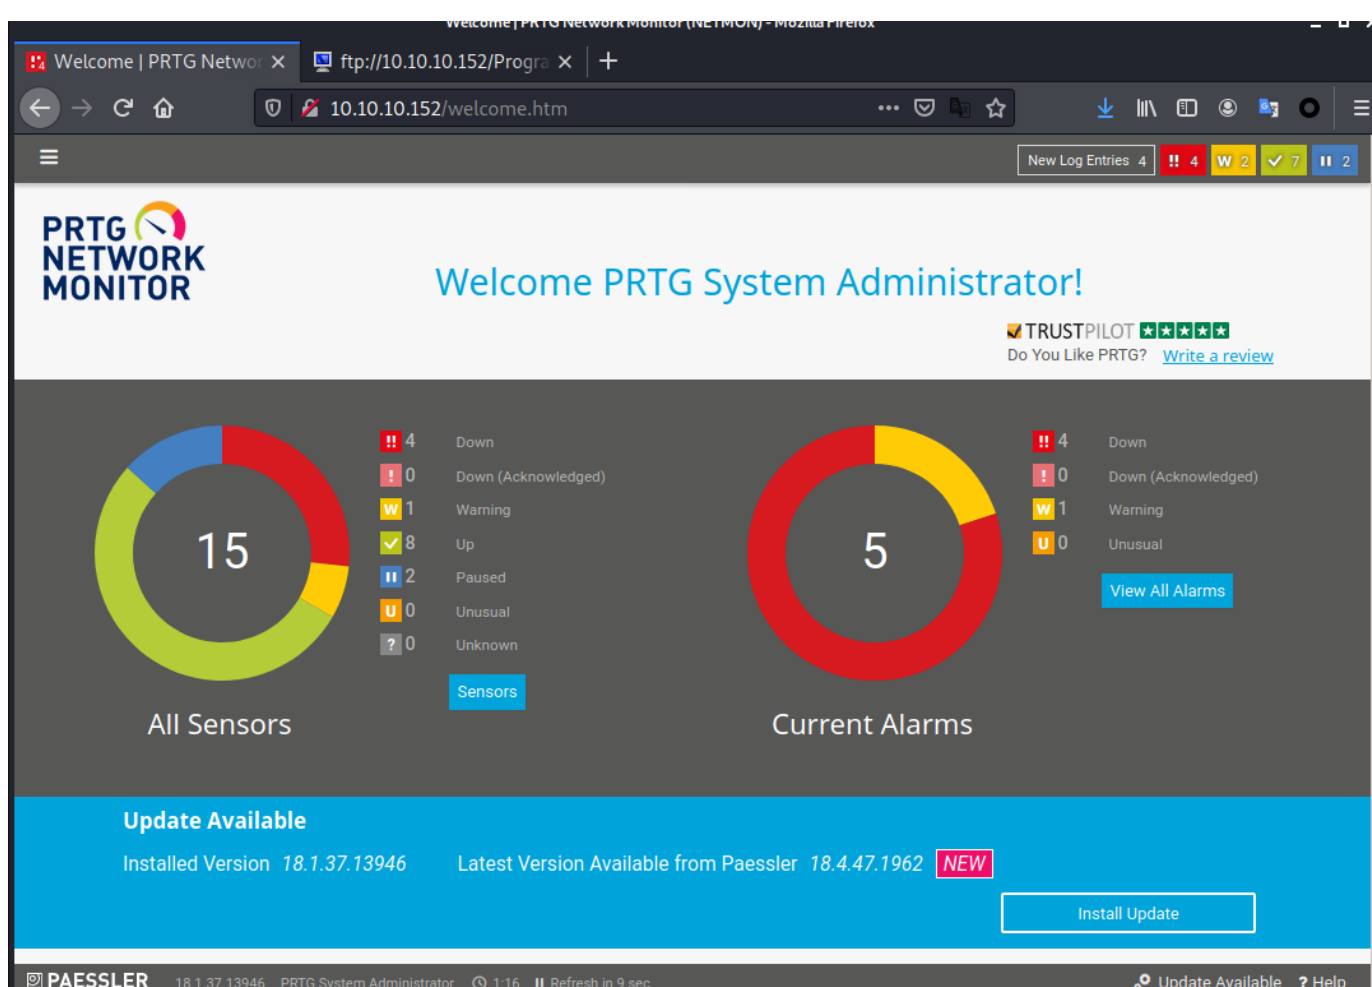 Welcome | PRTG Network Monitor (NETMON) - Mozilla Firefox
Welcome | PRTG Networ
ftp://10.10.10.152/Progra
10.10.10.152/welcome.htm
New Log Entries 4 !! 4 W 2 7 2
PRTG
NETWORK
MONITOR
Welcome PRTG System Administrator!
TRUSTPILOT
Do You Like PRTG? Write a review
!! 4 Down
! 0 Down (Acknowledged)
W 1 Warning
8 Up
2 Paused
U 0 Unusual
? 0 Unknown
Sensors
15
All Sensors
!! 4 Down
! 0 Down (Acknowledged)
W 1 Warning
U 0 Unusual
View All Alarms
5
Current Alarms
Update Available
Installed Version 18.1.37.13946 Latest Version Available from Paessler 18.4.47.1962 NEW
Install Update
PAESSLER 18.1.37.13946 PRTG System Administrator 1:16 Refresh in 9 sec Update Available ? Help